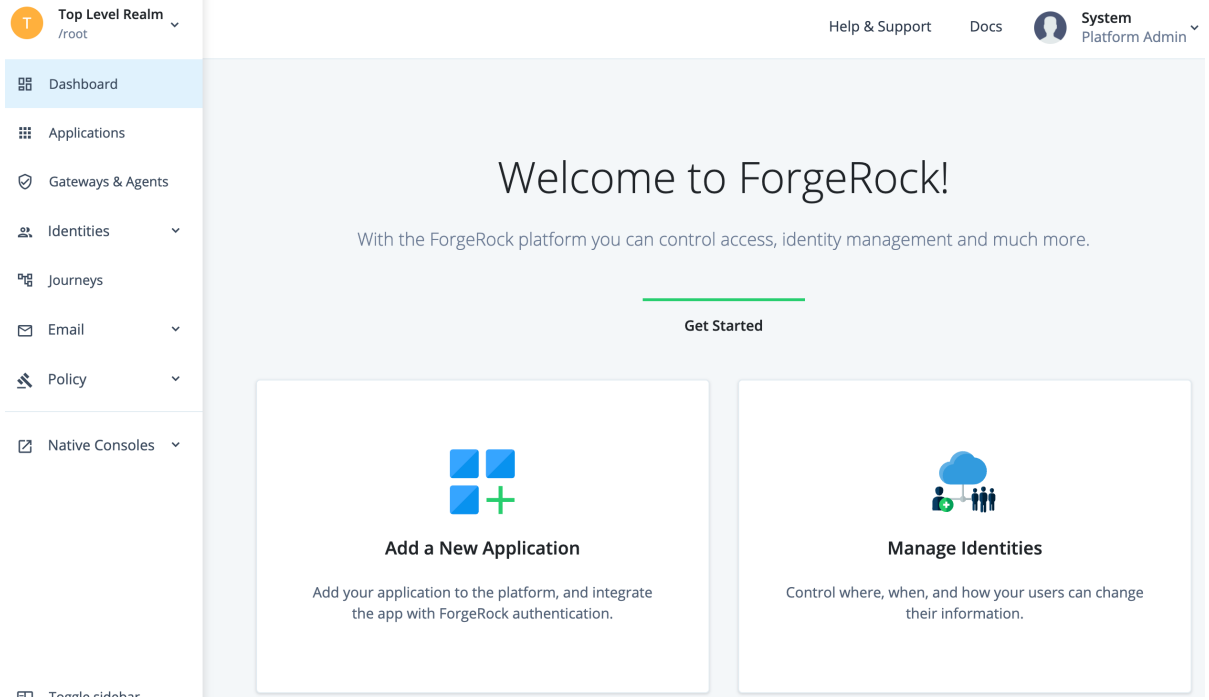 T
Top Level Realm
/root
Help & Support
Docs
System
Platform Admin
Dashboard
Applications
Gateways & Agents
Identities
Journeys
Email
Policy
Native Consoles
Toggle sidebar
Welcome to ForgeRock!
With the ForgeRock platform you can control access, identity management and much more.
Get Started
Add a New Application
Add your application to the platform, and integrate
the app with ForgeRock authentication.
Manage Identities
Control where, when, and how your users can change
their information.